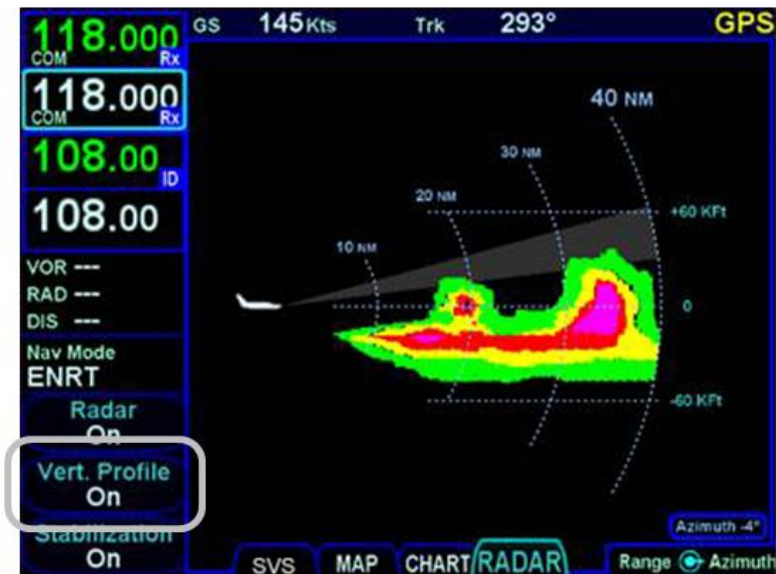 118.000
COM Rx
118.000
COM Rx
108.00
ID
108.00
VOR ---
RAD ---
DIS ---
Nav Mode
ENRT
Radar
On
Vert. Profile
On
Stabilization
On
GS 145Kts Trk 293° GPS
40 NM
30 NM
20 NM
10 NM
+60 KFt
0
-60 KFt
Azimuth -4°
SVS MAP CHART RADAR Range Azimuth